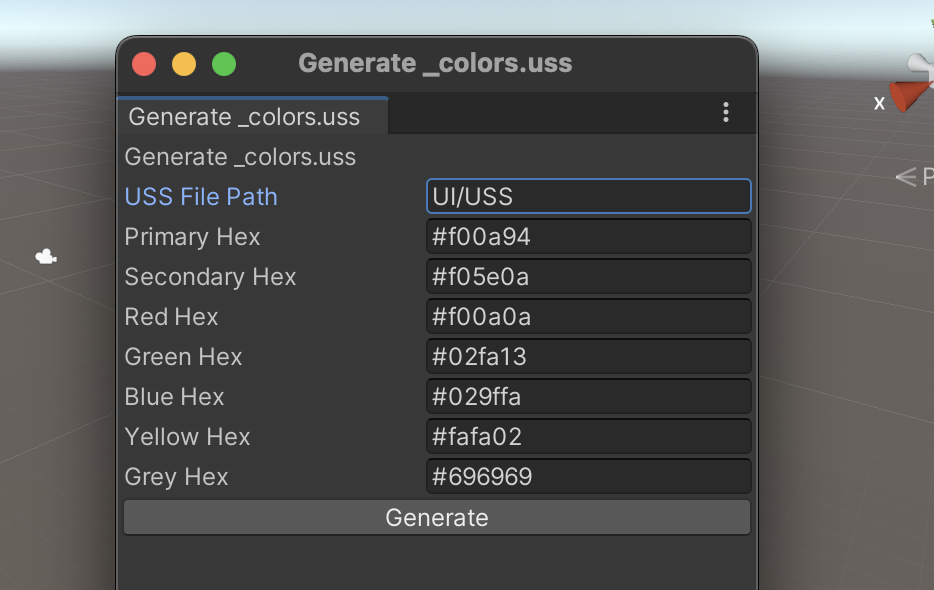 Generate _colors.uss
Generate _colors.uss
X
Generate _colors.uss
P
USS File Path UI/USS
Primary Hex #f00a94
Secondary Hex #f05e0a
Red Hex #f00a0a
Green Hex #02fa13
Blue Hex #029ffa
Yellow Hex #fafa02
Grey Hex #696969
Generate